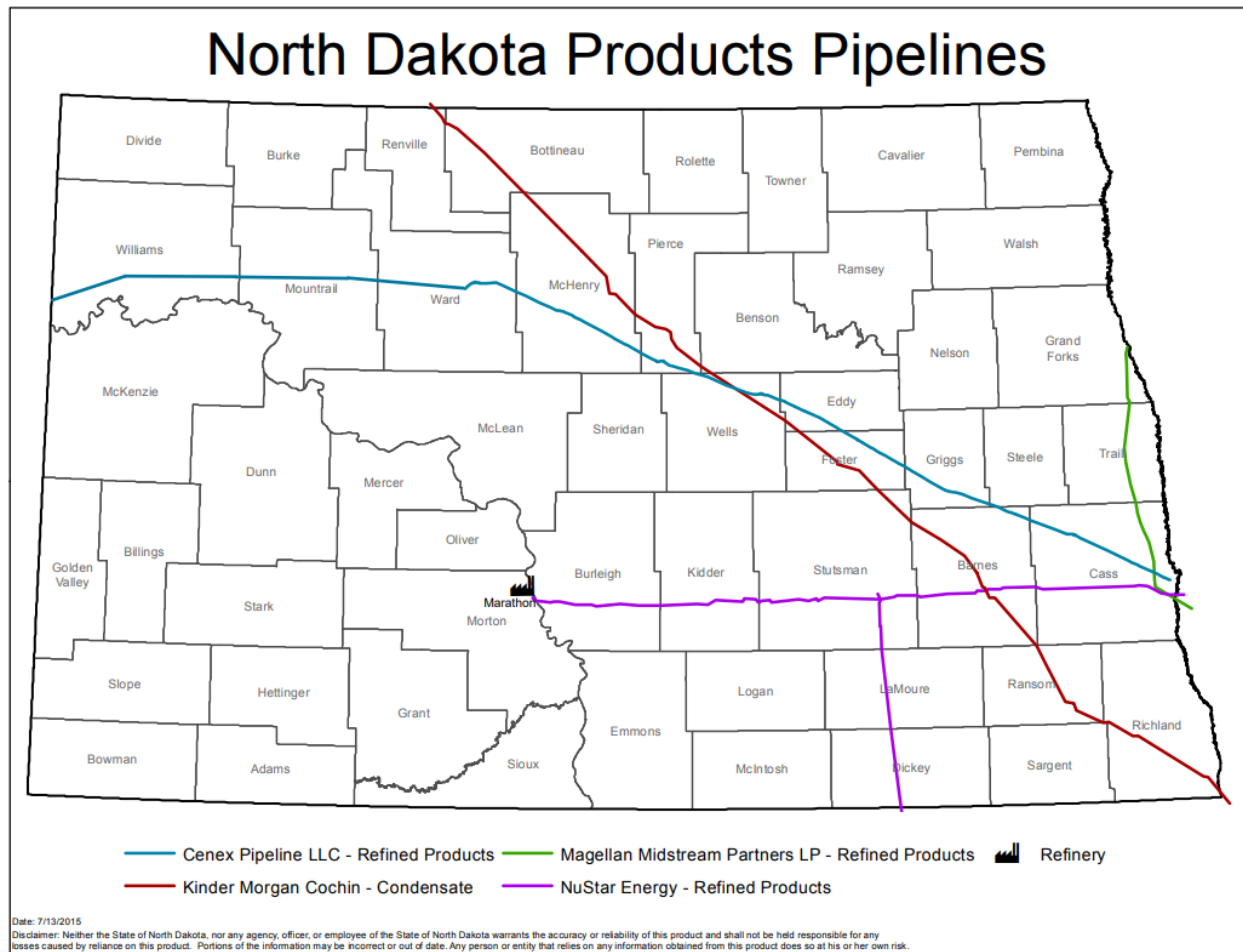 North Dakota Products Pipelines
Divide
Burke
Renville
Bottineau
Rolette
Towner
Cavalier
Pembina
Williams
Mountrail
Ward
McHenry
Pierce
Benson
Ramsey
Walsh
Nelson
Grand
Forks
McKenzie
McLean
Sheridan
Wells
Eddy
Foster
Griggs
Steele
Traill
Dunn
Mercer
Oliver
Golden
Valley
Billings
Stark
Marathon
Morton
Burleigh
Kidder
Stutsman
Barnes
Cass
Slope
Hettinger
Grant
Emmons
Logan
LaMoure
Ransom
Richland
Bowman
Adams
Sioux
McIntosh
Dickey
Sargent
Cenex Pipeline LLC - Refined Products
Magellan Midstream Partners LP - Refined Products
Refinery
Kinder Morgan Cochin - Condensate
NuStar Energy - Refined Products
Date: 7/13/2015
Disclaimer: Neither the State of North Dakota, nor any agency, officer, or employee of the State of North Dakota warrants the accuracy or reliability of this product and shall not be held responsible for any
losses caused by reliance on this product. Portions of the information may be incorrect or out of date. Any person or entity that relies on any information obtained from this product does so at his or her own risk.